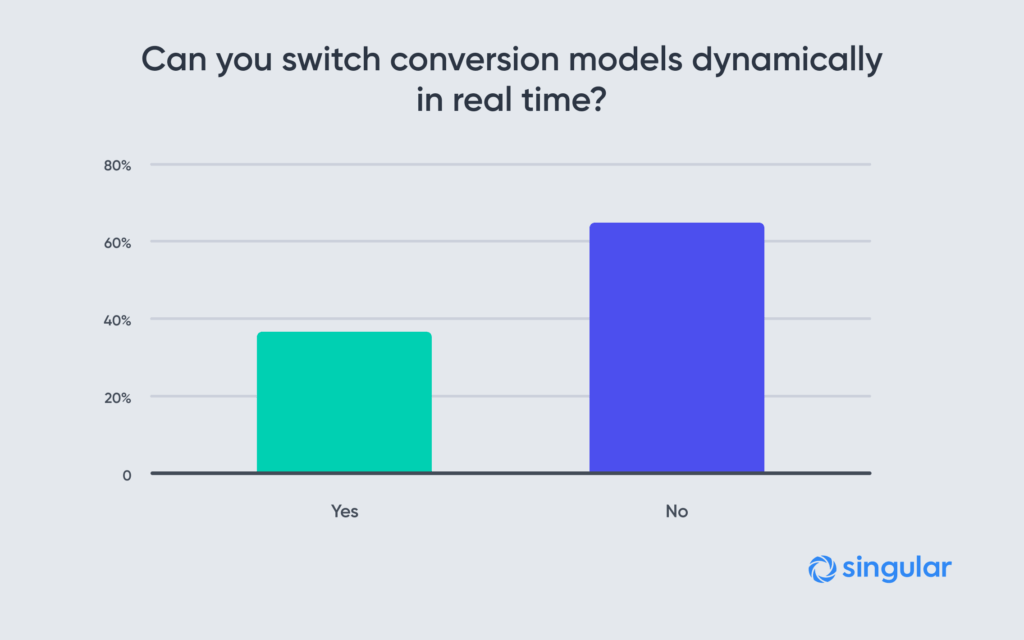 Can you switch conversion models dynamically
in real time?
80%
60%
40%
20%
0
Yes
No
singular